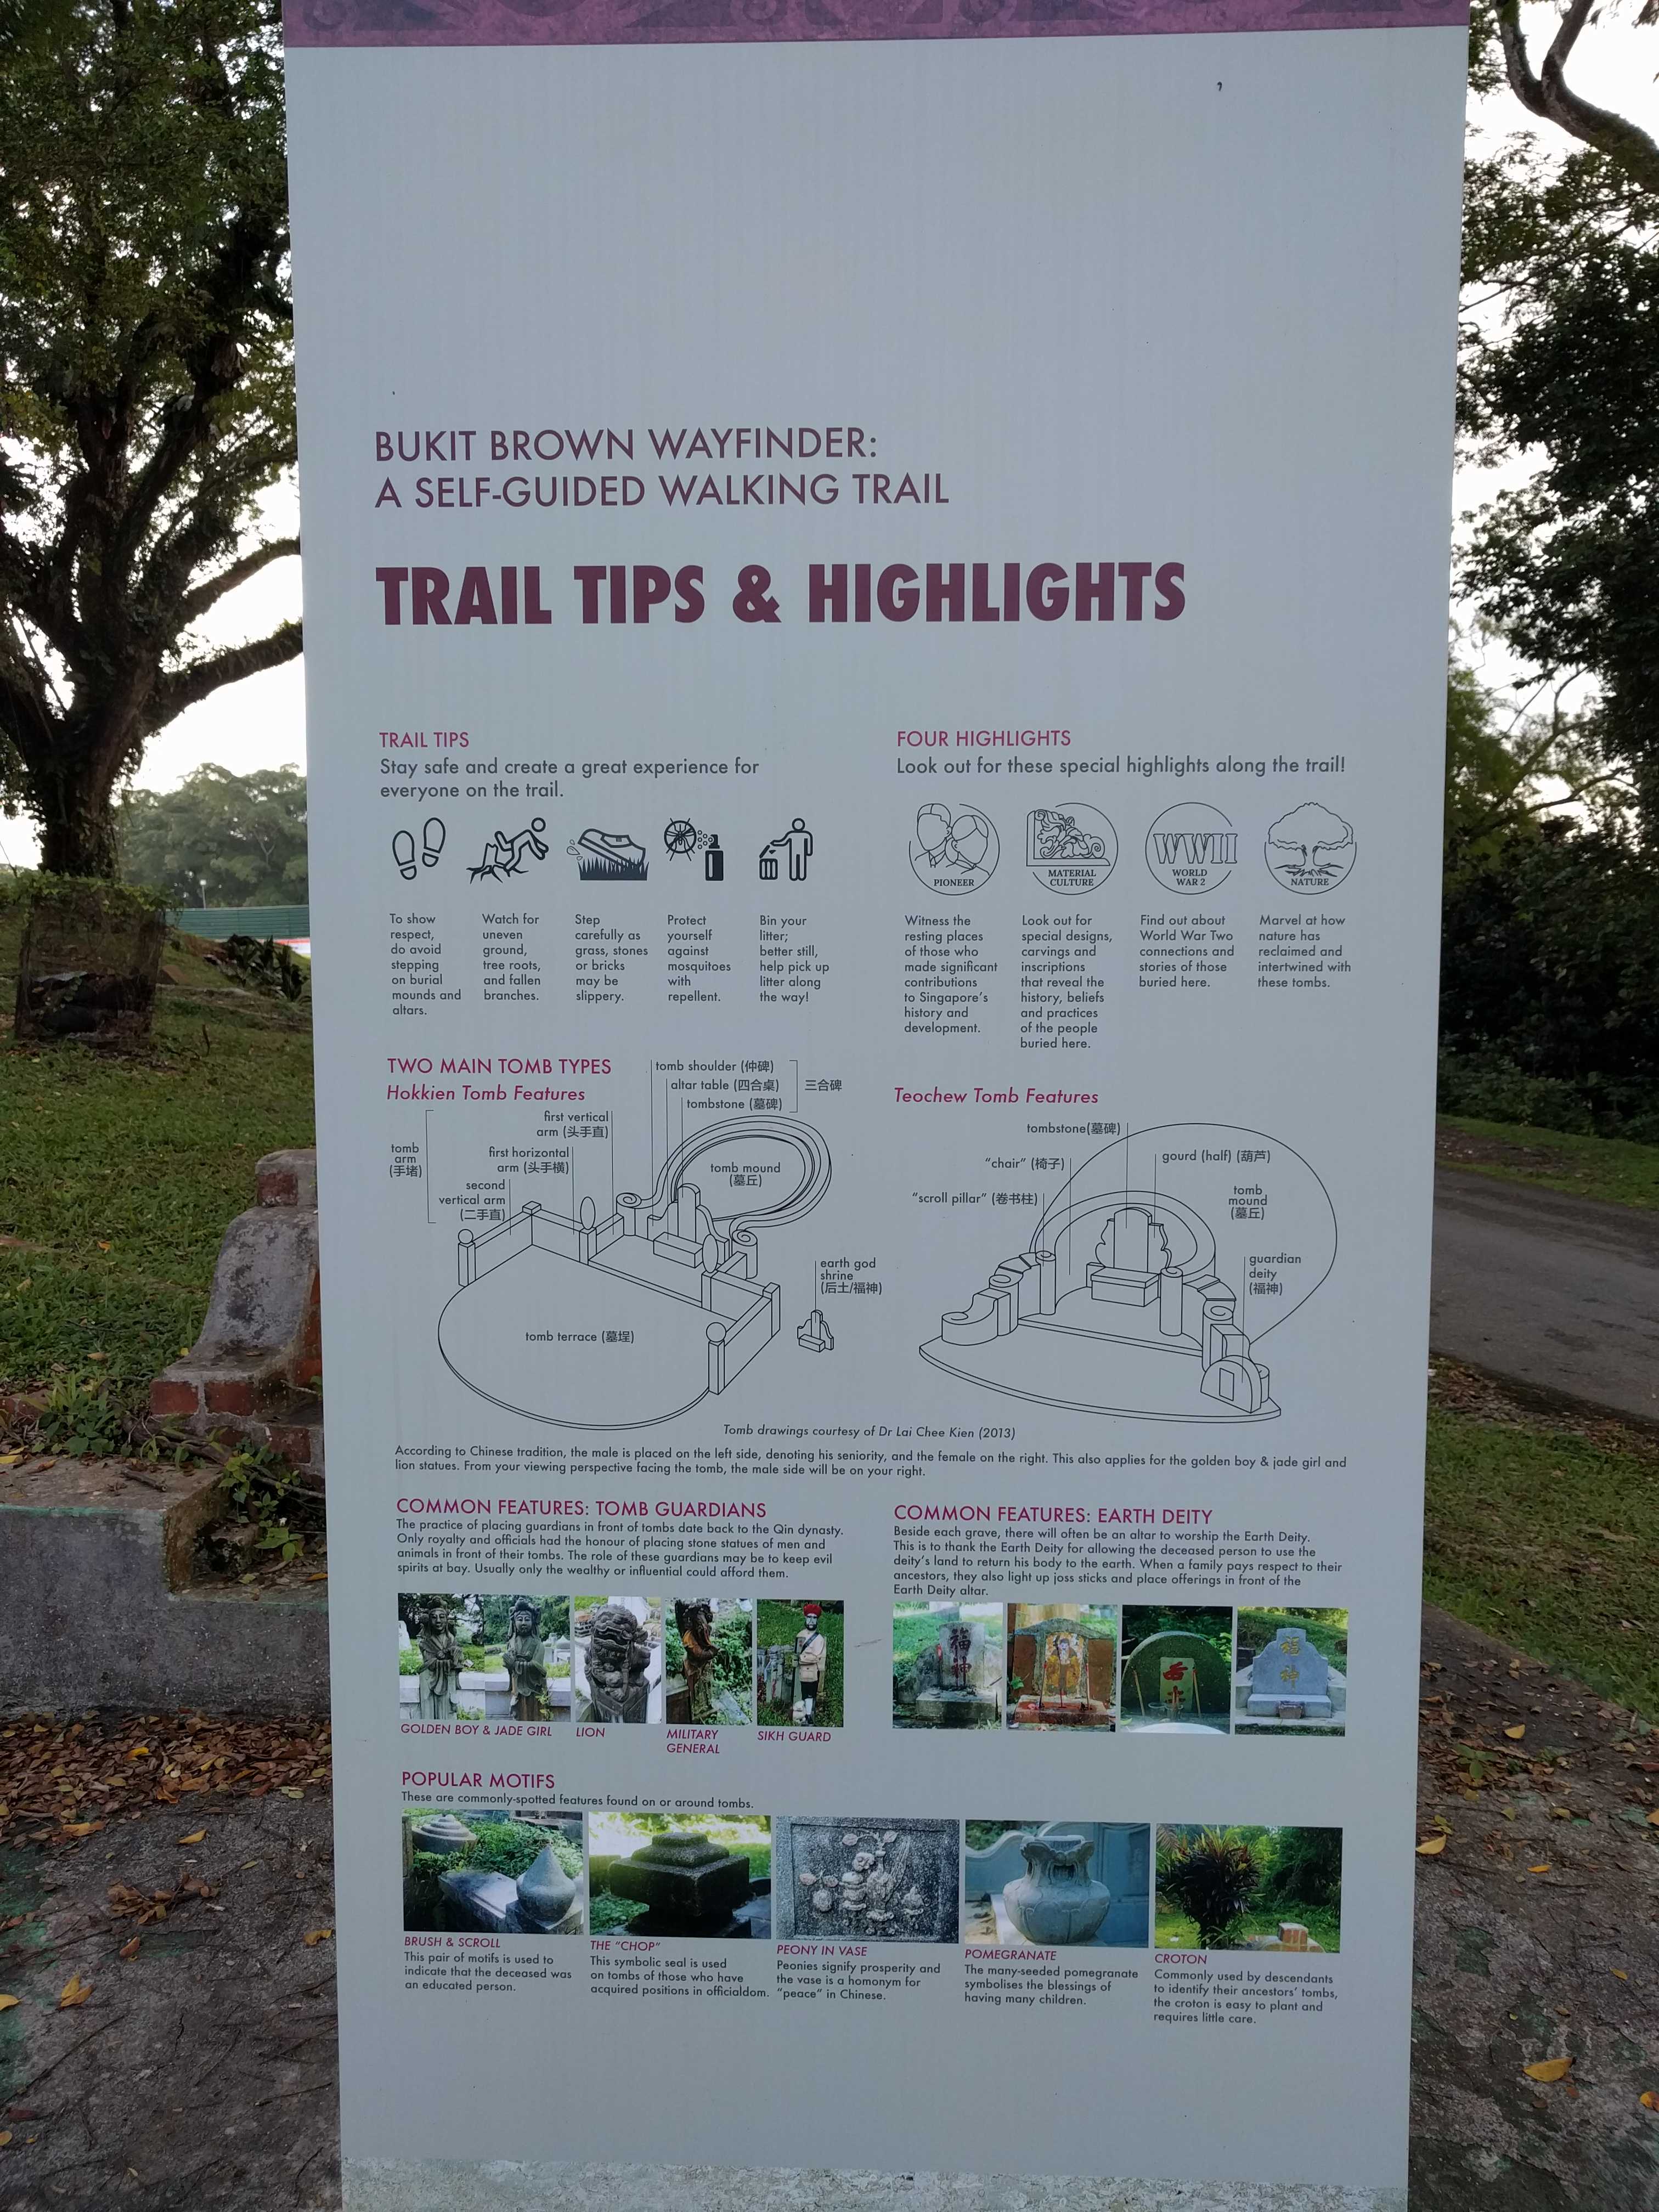 BUKIT BROWN WAYFINDER:
A SELF-GUIDED WALKING TRAIL
TRAIL TIPS & HIGHLIGHTS
TRAIL TIPS
Stay safe and create a great experience for
everyone on the trail.
To show
respect,
do avoid
stepping
on burial
mounds and
altars.
Watch for
uneven
ground,
tree roots,
and fallen
branches.
Step
carefully as
grass, stones
or bricks
may be
slippery.
Protect
yourself
against
mosquitoes
with
repellent.
Bin your
litter;
better still,
help pick up
litter along
the way!
FOUR HIGHLIGHTS
Look out for these special highlights along the trail!
PIONEER
Witness the
resting places
of those who
made significant
contributions
to Singapore's
history and
development.
MATERIAL
CULTURE
Look out for
special designs,
carvings and
inscriptions
that reveal the
history, beliefs
and practices
of the people
buried here.
WWII
WORLD
WAR 2
Find out about
World War Two
connections and
stories of those
buried here.
NATURE
Marvel at how
nature has
reclaimed and
intertwined with
these tombs.
TWO MAIN TOMB TYPES
Hokkien Tomb Features
tomb shoulder (仲碑)
altar table (四合桌)
tombstone (墓碑)
三合碑
first vertical
arm (头手直)
first horizontal
arm (头手横)
second
vertical arm
(二手直)
tomb
arm
(手堵)
tomb mound
(墓丘)
earth god
shrine
(后土/福神)
tomb terrace (墓埕)
Teochew Tomb Features
tombstone(墓碑)
"chair" (椅子)
"scroll pillar" (卷书柱)
gourd (half) (葫芦)
tomb
mound
(墓丘)
guardian
deity
(福神)
Tomb drawings courtesy of Dr Lai Chee Kien (2013)
According to Chinese tradition, the male is placed on the left side, denoting his seniority, and the female on the right. This also applies for the golden boy & jade girl and
lion statues. From your viewing perspective facing the tomb, the male side will be on your right.
COMMON FEATURES: TOMB GUARDIANS
The practice of placing guardians in front of tombs date back to the Qin dynasty.
Only royalty and officials had the honour of placing stone statues of men and
animals in front of their tombs. The role of these guardians may be to keep evil
spirits at bay. Usually only the wealthy or influential could afford them.
GOLDEN BOY & JADE GIRL
LION
MILITARY
GENERAL
SIKH GUARD
COMMON FEATURES: EARTH DEITY
Beside each grave, there will often be an altar to worship the Earth Deity.
This is to thank the Earth Deity for allowing the deceased person to use the
deity's land to return his body to the earth. When a family pays respect to their
ancestors, they also light up joss sticks and place offerings in front of the
Earth Deity altar.
福
神
后
土
福
神
POPULAR MOTIFS
These are commonly-spotted features found on or around tombs.
BRUSH & SCROLL
This pair of motifs is used to
indicate that the deceased was
an educated person.
THE "CHOP"
This symbolic seal is used
on tombs of those who have
acquired positions in officialdom.
PEONY IN VASE
Peonies signify prosperity and
the vase is a homonym for
"peace" in Chinese.
POMEGRANATE
The many-seeded pomegranate
symbolises the blessings of
having many children.
CROTON
Commonly used by descendants
to identify their ancestors' tombs,
the croton is easy to plant and
requires little care.